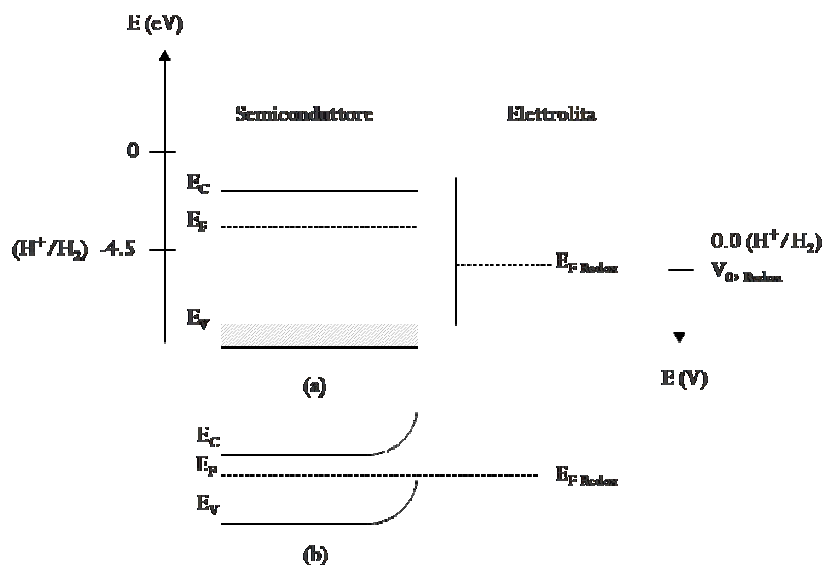 E (eV)
Semiconduttore
Elettrolita
0
E_C
E_F
(H⁺/H₂) -4.5
0.0 (H⁺/H₂)
E_F Redox
V_0, Redox
E_V
(a)
E (V)
E_C
E_F
E_F Redox
E_V
(b)